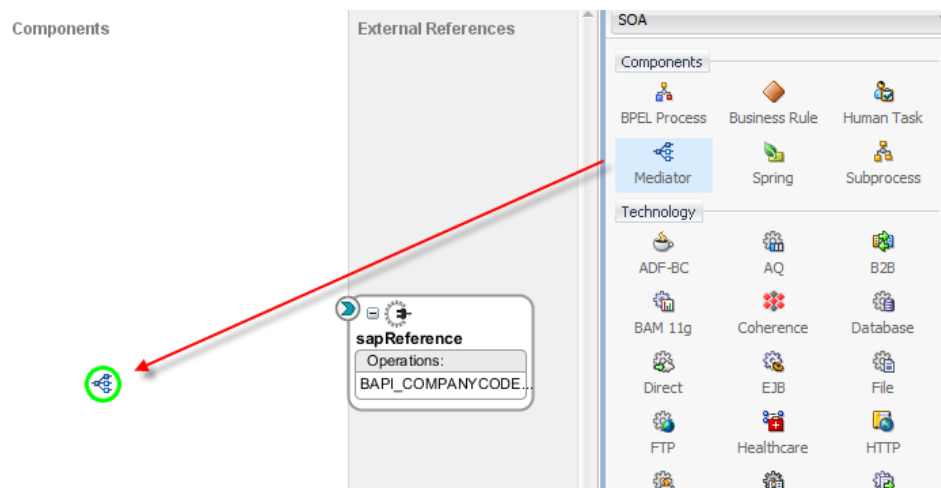 Components
External References
SOA
Components
BPEL Process
Business Rule
Human Task
Mediator
Spring
Subprocess
Technology
ADF-BC
AQ
B2B
BAM 11g
Coherence
Database
Direct
EJB
File
FTP
Healthcare
HTTP
sapReference
Operations:
BAPI_COMPANYCODE...